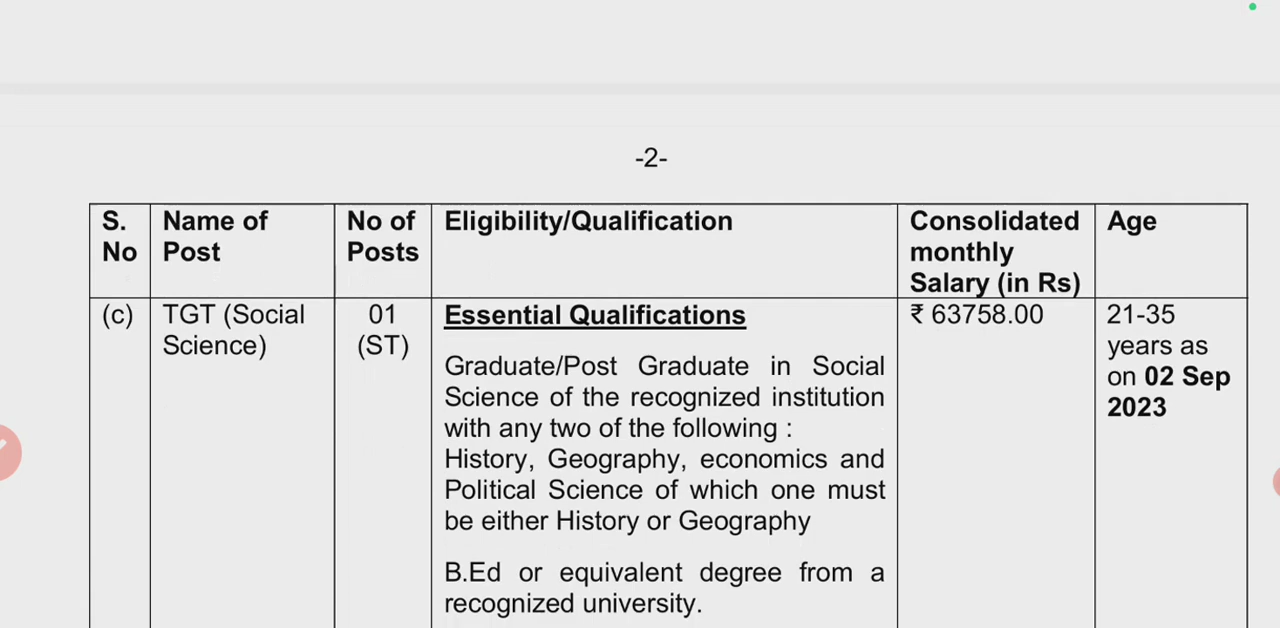 -2-
S. No
Name of Post
No of Posts
Eligibility/Qualification
Consolidated monthly Salary (in Rs)
Age
(c)
TGT (Social Science)
01 (ST)
Essential Qualifications
Graduate/Post Graduate in Social
Science of the recognized institution
with any two of the following :
History, Geography, economics and
Political Science of which one must
be either History or Geography
B.Ed or equivalent degree from a
recognized university.
₹ 63758.00
21-35
years as
on 02 Sep
2023